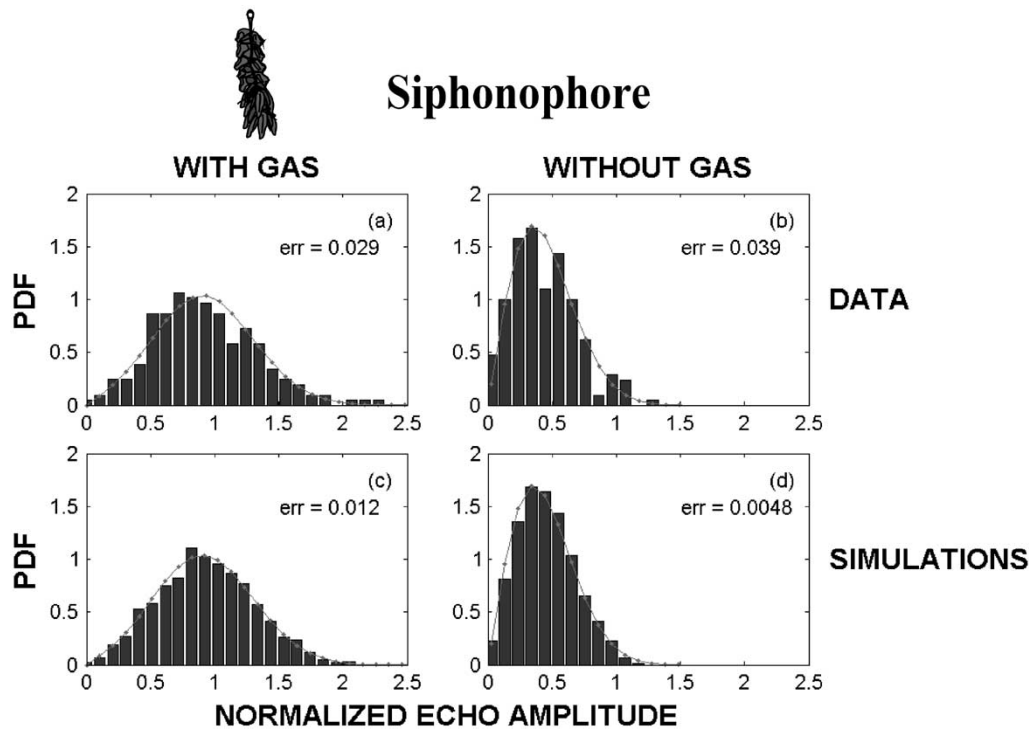 Siphonophore
WITH GAS
WITHOUT GAS
2
1.5
1
0.5
0
(a)
err = 0.029
PDF
0 0.5 1 1.5 2 2.5
2
1.5
1
0.5
0
(b)
err = 0.039
DATA
0 0.5 1 1.5 2 2.5
2
1.5
1
0.5
0
(c)
err = 0.012
PDF
0 0.5 1 1.5 2 2.5
2
1.5
1
0.5
0
(d)
err = 0.0048
SIMULATIONS
0 0.5 1 1.5 2 2.5
NORMALIZED ECHO AMPLITUDE